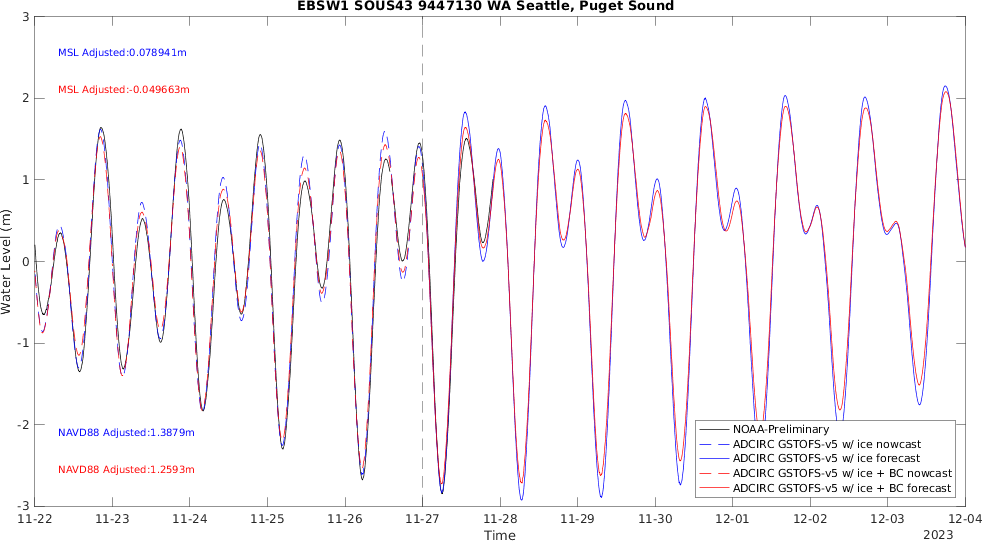 EBSW1 SOUS43 9447130 WA Seattle, Puget Sound
3
2
1
0
-1
-2
-3
Water Level (m)
MSL Adjusted:0.078941m
MSL Adjusted:-0.049663m
NAVD88 Adjusted:1.3879m
NAVD88 Adjusted:1.2593m
NOAA-Preliminary
ADCIRC GSTOFS-v5 w/ ice nowcast
ADCIRC GSTOFS-v5 w/ ice forecast
ADCIRC GSTOFS-v5 w/ ice + BC nowcast
ADCIRC GSTOFS-v5 w/ ice + BC forecast
11-22 11-23 11-24 11-25 11-26 11-27 11-28 11-29 11-30 12-01 12-02 12-03 12-04
Time
2023